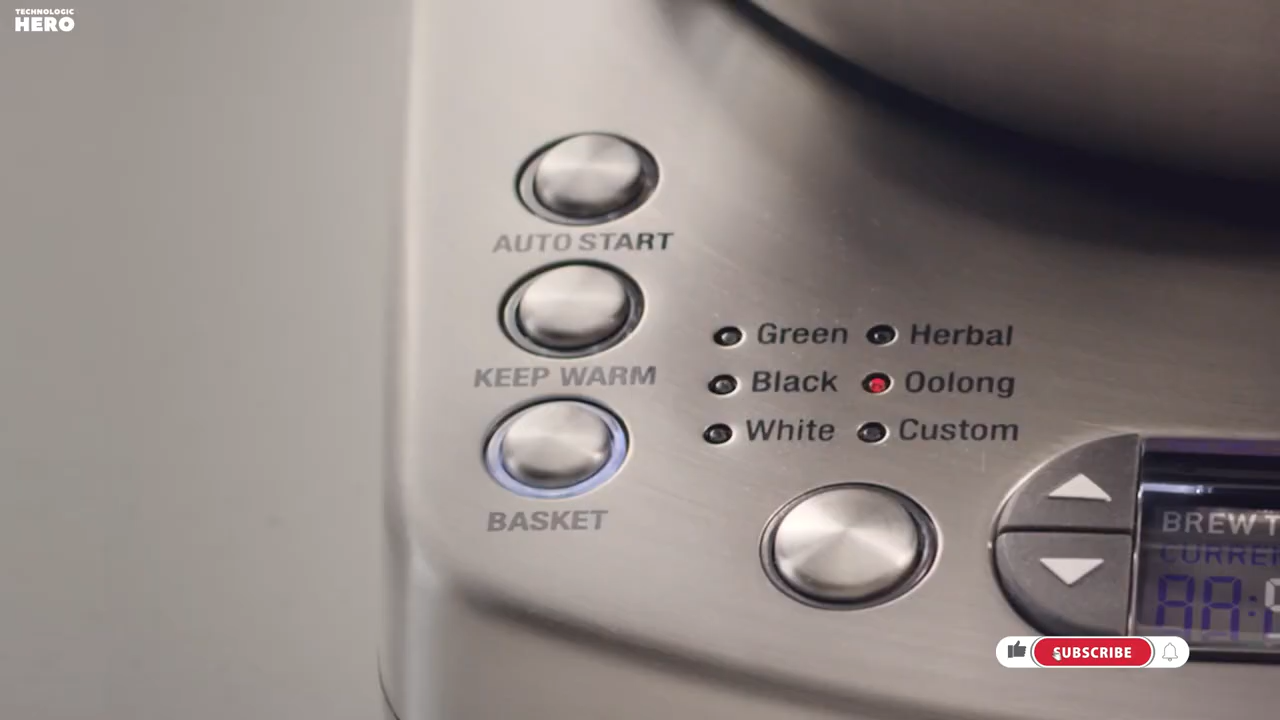 TECHNOLOGIC
HERO
AUTO START
KEEP WARM
BASKET
Green Herbal
Black Oolong
White Custom
BREW
SUBSCRIBE